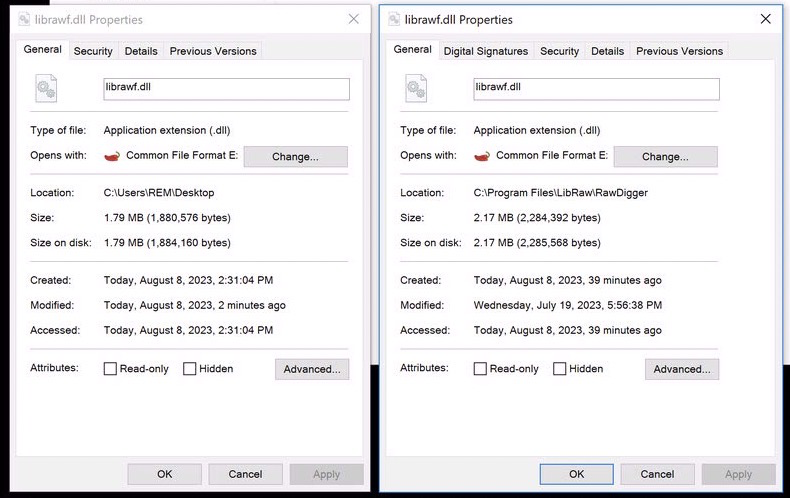 librawf.dll Properties
General Security Details Previous Versions
librawf.dll
Type of file: Application extension (.dll)
Opens with: Common File Format E: Change...
Location: C:\Users\REM\Desktop
Size: 1.79 MB (1,880,576 bytes)
Size on disk: 1.79 MB (1,884,160 bytes)
Created: Today, August 8, 2023, 2:31:04 PM
Modified: Today, August 8, 2023, 2 minutes ago
Accessed: Today, August 8, 2023, 2:31:04 PM
Attributes: Read-only Hidden Advanced...
OK Cancel Apply
librawf.dll Properties
General Digital Signatures Security Details Previous Versions
librawf.dll
Type of file: Application extension (.dll)
Opens with: Common File Format E: Change...
Location: C:\Program Files\LibRaw\RawDigger
Size: 2.17 MB (2,284,392 bytes)
Size on disk: 2.17 MB (2,285,568 bytes)
Created: Today, August 8, 2023, 39 minutes ago
Modified: Wednesday, July 19, 2023, 5:56:38 PM
Accessed: Today, August 8, 2023, 39 minutes ago
Attributes: Read-only Hidden Advanced...
OK Cancel Apply